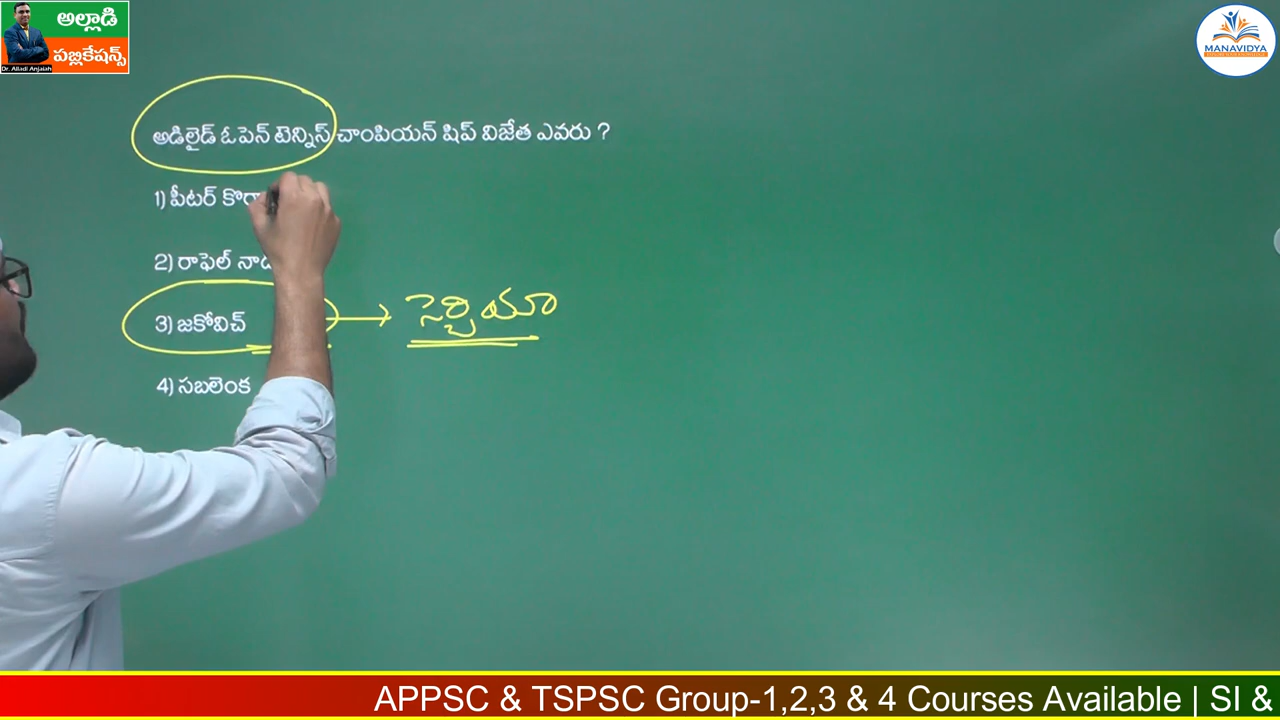 అల్లాడి
పబ్లికేషన్స్
Dr. Alladi Anjaiah
MANAVIDYA
అడిలైడ్ ఓపెన్ టెన్నిస్ చాంపియన్ షిప్ విజేత ఎవరు ?
1) పీటర్
2) రాఫెల్
3) జకోవిచ్
సెర్బియా
4) సబలెంక
APPSC & TSPSC Group-1,2,3 & 4 Courses Available | SI &